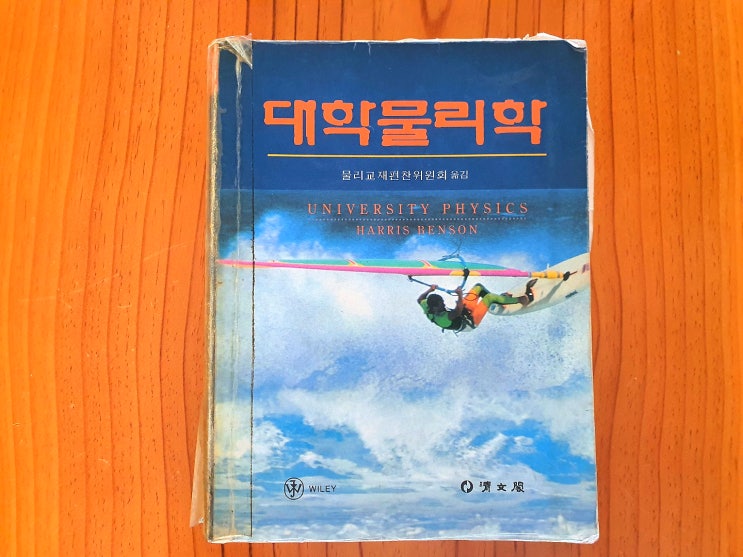 대학물리학
물리교재편찬위원회 옮김
UNIVERSITY PHYSICS
HARRIS BENSON
WILEY
淸文閣